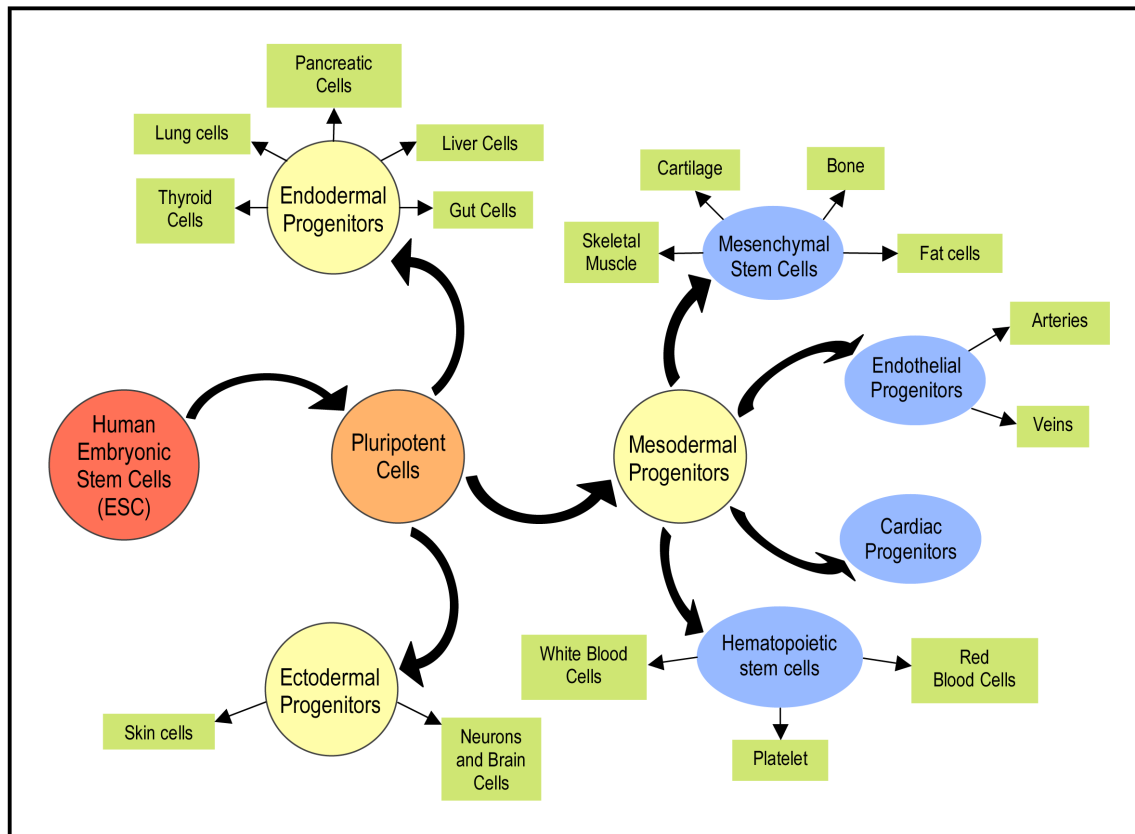 Pancreatic
Cells
Lung cells
Liver Cells
Thyroid
Cells
Endodermal
Progenitors
Gut Cells
Cartilage
Bone
Skeletal
Muscle
Mesenchymal
Stem Cells
Fat cells
Arteries
Endothelial
Progenitors
Veins
Human
Embryonic
Stem Cells
(ESC)
Pluripotent
Cells
Mesodermal
Progenitors
Cardiac
Progenitors
Hematopoietic
stem cells
White Blood
Cells
Red
Blood Cells
Platelet
Ectodermal
Progenitors
Skin cells
Neurons
and Brain
Cells